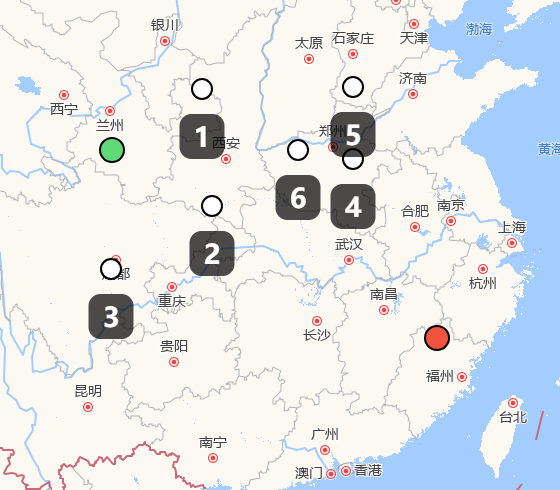 银川
渤海
太原
石家庄
天津
济南
西宁
兰州
1
西安
郑州
5
黄海
6
4
合肥
南京
上海
2
武汉
杭州
都
3
重庆
南昌
长沙
贵阳
福州
昆明
台北
广州
南宁
澳门
香港